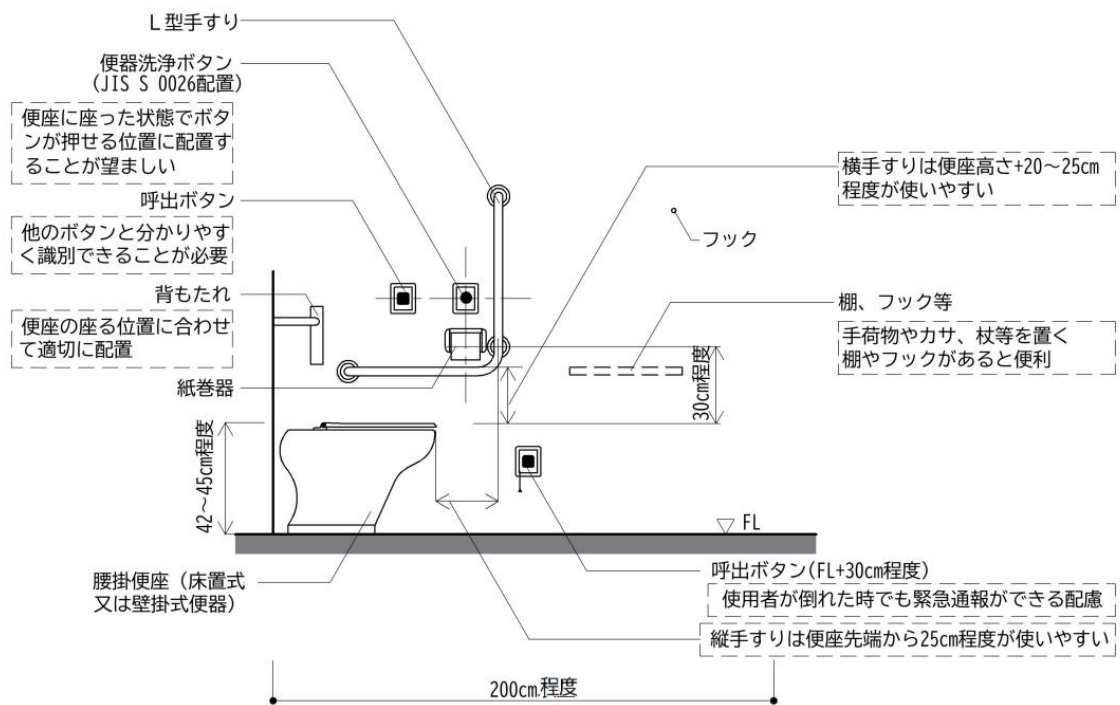 L型手すり
便器洗浄ボタン
(JIS S 0026配置)
便座に座った状態でボタ
ンが押せる位置に配置す
ることが望ましい
呼出ボタン
他のボタンと分かりやす
く識別できることが必要
背もたれ
便座の座る位置に合わせ
て適切に配置
紙巻器
横手すりは便座高さ+20～25cm
程度が使いやすい
フック
棚、フック等
手荷物やカサ、杖等を置く
棚やフックがあると便利
30cm程度
42～45cm程度
FL
腰掛便座（床置式
又は壁掛式便器）
呼出ボタン(FL+30cm程度)
使用者が倒れた時でも緊急通報ができる配慮
縦手すりは便座先端から25cm程度が使いやすい
200cm程度